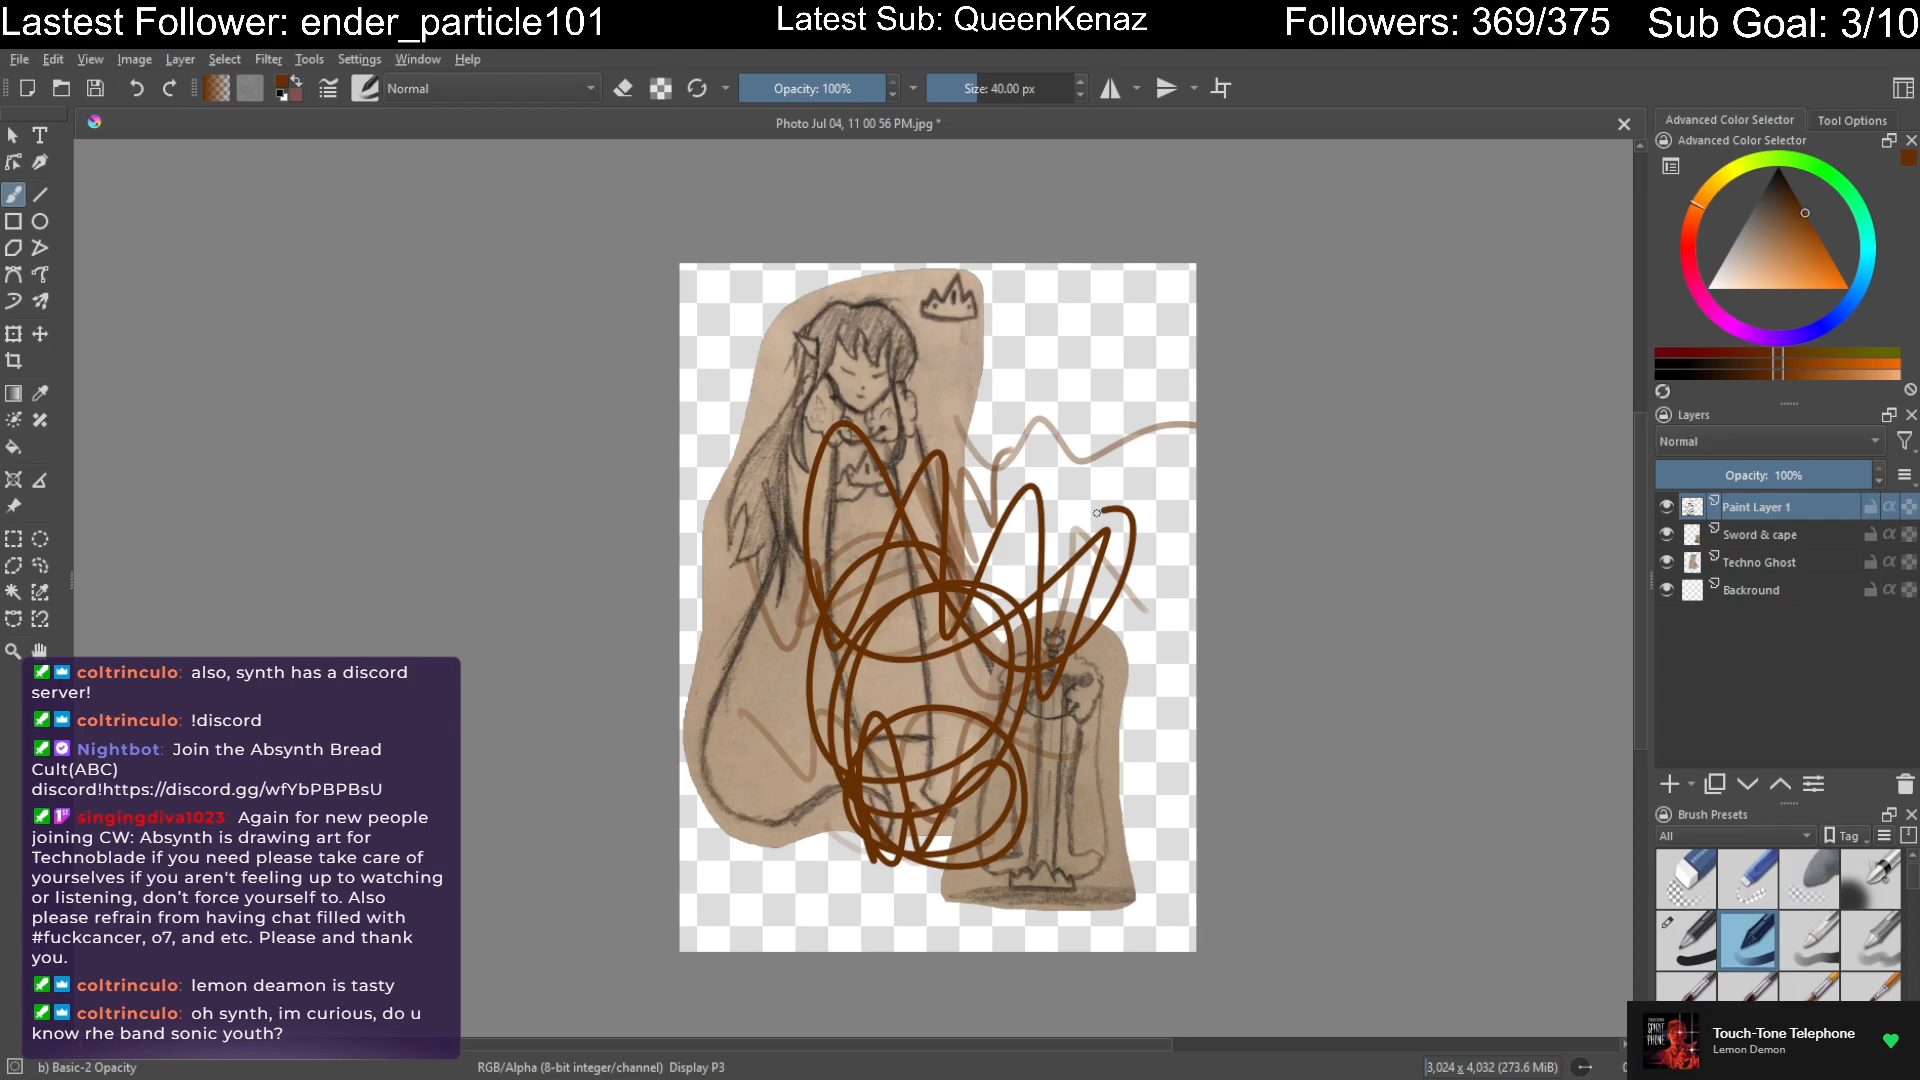 Lastest Follower: ender_particle101
Latest Sub: QueenKenaz
Followers: 369/375
Sub Goal: 3/10
File Edit View Image Layer Select Filter Tools Settings Window Help
Normal
Opacity: 100%
Size: 40.00 px
Photo Jul 04, 11 00 56 PM.jpg *
Advanced Color Selector
Tool Options
Advanced Color Selector
Layers
Normal
Opacity: 100%
Paint Layer 1
Sword & cape
Techno Ghost
Backround
Brush Presets
All
Tag
coltrinculo: also, synth has a discord
server!
coltrinculo: !discord
Nightbot: Join the Absynth Bread
Cult(ABC)
discord!https://discord.gg/wfYbPBPBsU
singingdiva1023: Again for new people
joining CW: Absynth is drawing art for
Technoblade if you need please take care of
yourselves if you aren't feeling up to watching
or listening, don't force yourself to. Also
please refrain from having chat filled with
#fuckcancer, o7, and etc. Please and thank
you.
coltrinculo: lemon deamon is tasty
coltrinculo: oh synth, im curious, do u
know rhe band sonic youth?
Touch-Tone Telephone
Lemon Demon
b) Basic-2 Opacity
RGB/Alpha (8-bit integer/channel) Display P3
3,024 x 4,032 (273.6 MiB)